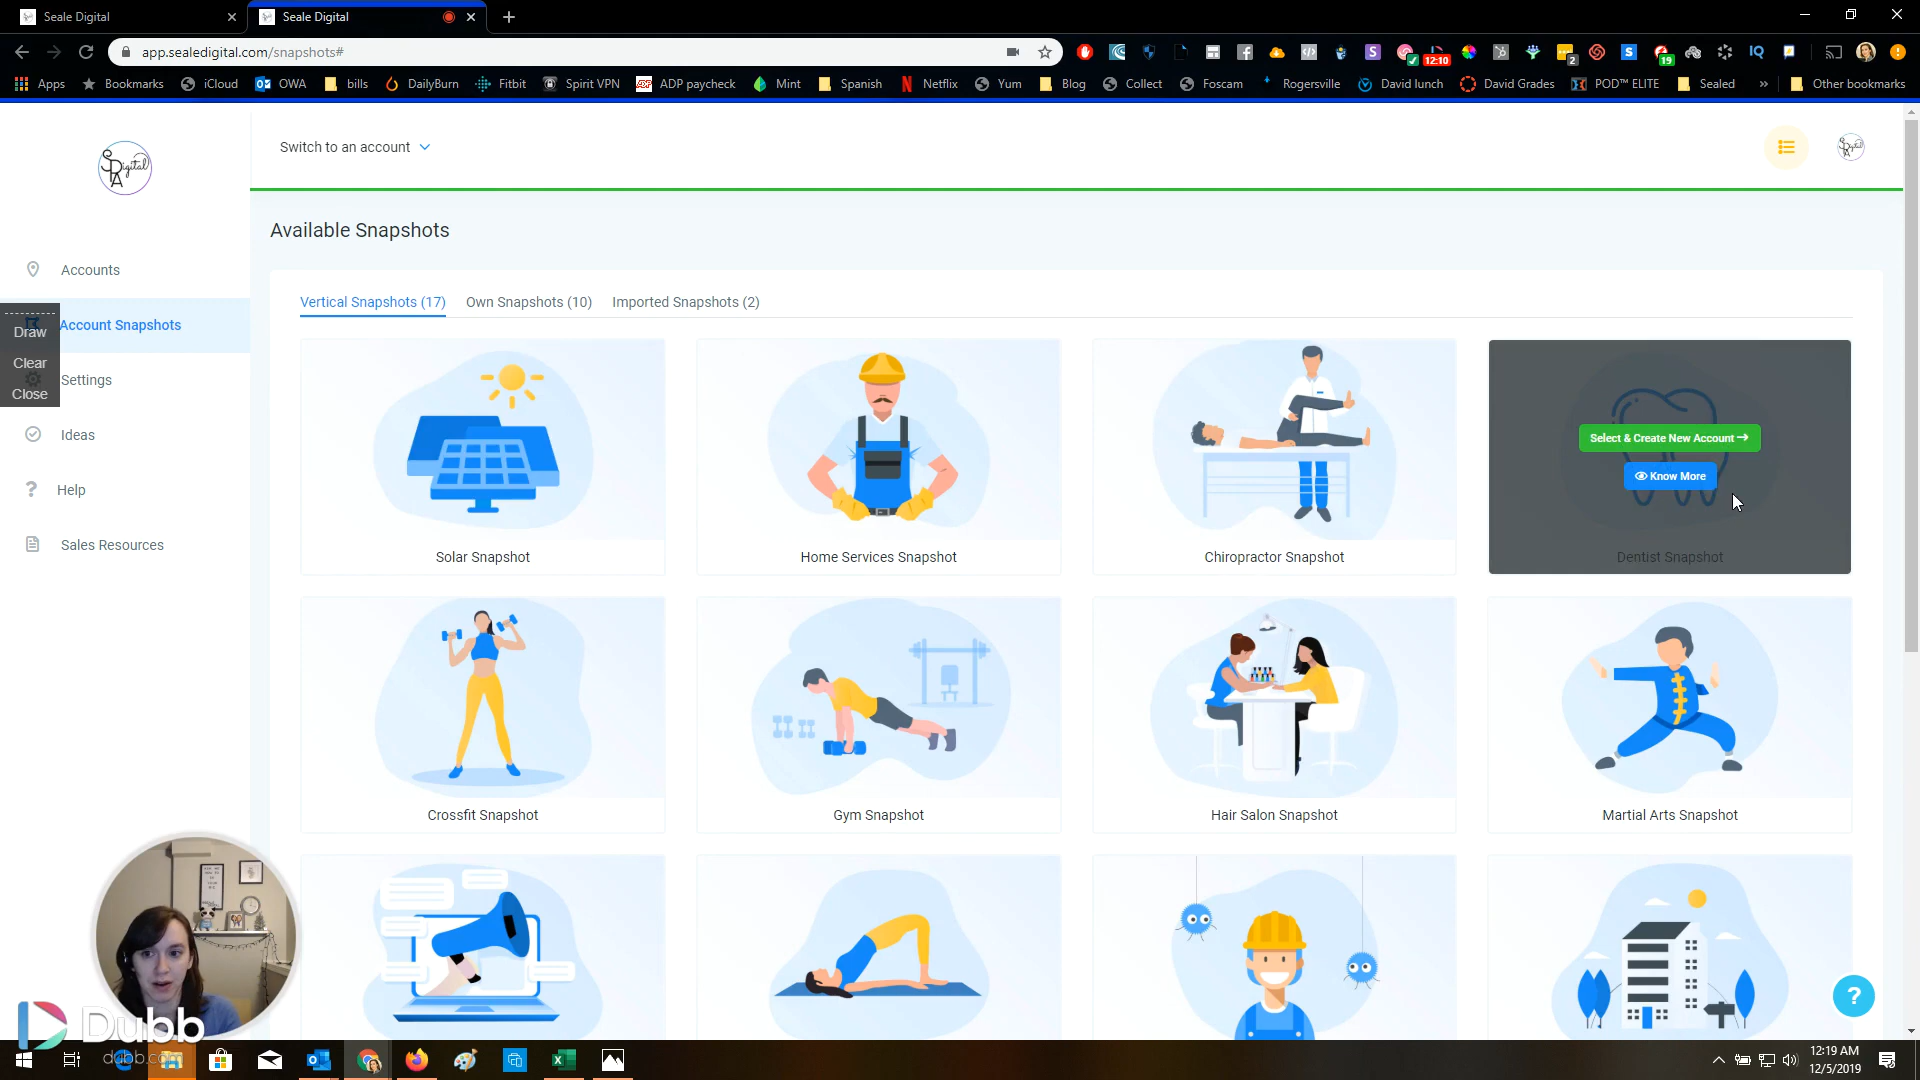 Seale Digital
Seale Digital
app.sealedigital.com/snapshots#
12:10
2
19
IQ
Apps
Bookmarks
iCloud
OWA
bills
DailyBurn
Fitbit
Spirit VPN
ADP paycheck
Mint
Spanish
Netflix
Yum
Blog
Collect
Foscam
Rogersville
David lunch
David Grades
POD™ ELITE
Sealed
»
Other bookmarks
Digital
Switch to an account
Available Snapshots
Accounts
Account Snapshots
Settings
Ideas
Help
Sales Resources
Draw
Clear
Close
Vertical Snapshots (17)
Own Snapshots (10)
Imported Snapshots (2)
Select & Create New Account
Know More
Solar Snapshot
Home Services Snapshot
Chiropractor Snapshot
Dentist Snapshot
Crossfit Snapshot
Gym Snapshot
Hair Salon Snapshot
Martial Arts Snapshot
?
Dubb
dubb.com
12:19 AM
12/5/2019